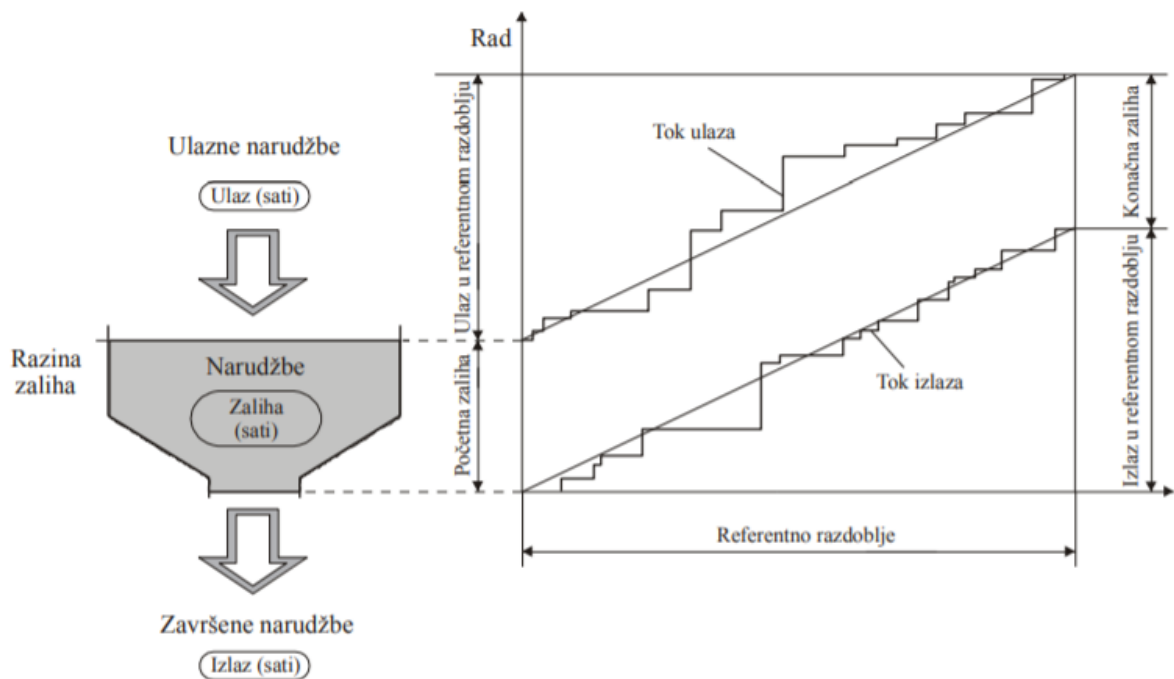 Ulazne narudžbe
Ulaz (sati)
Razina
zaliha
Narudžbe
Zaliha
(sati)
Završene narudžbe
Izlaz (sati)
Rad
Ulaz u referentnom razdoblju
Početna zaliha
Tok ulaza
Tok izlaza
Konačna zaliha
Izlaz u referentnom razdoblju
Referentno razdoblje